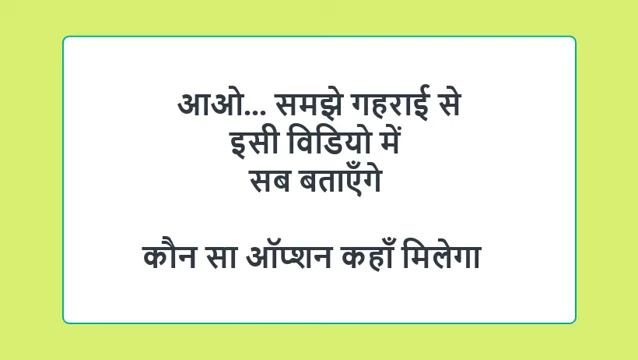 आओ... समझे गहराई से
इसी विडियो में
सब बताएँगे
कौन सा ऑप्शन कहाँ मिलेगा